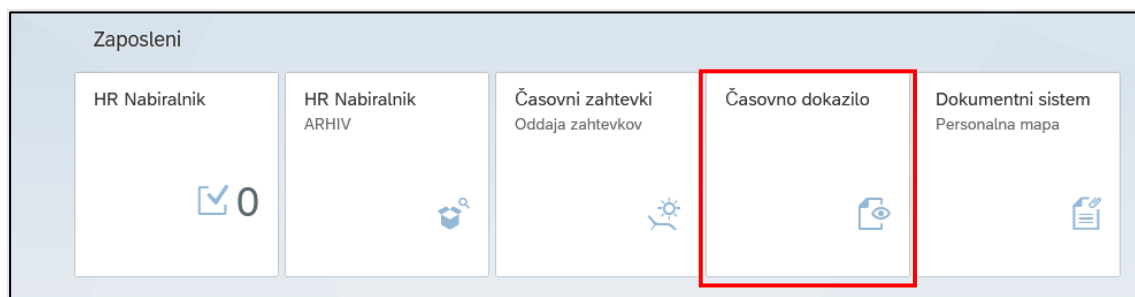 Zaposleni
HR Nabiralnik
0
HR Nabiralnik
ARHIV
Časovni zahtevki
Oddaja zahtevkov
Časovno dokazilo
Dokumentni sistem
Personalna mapa